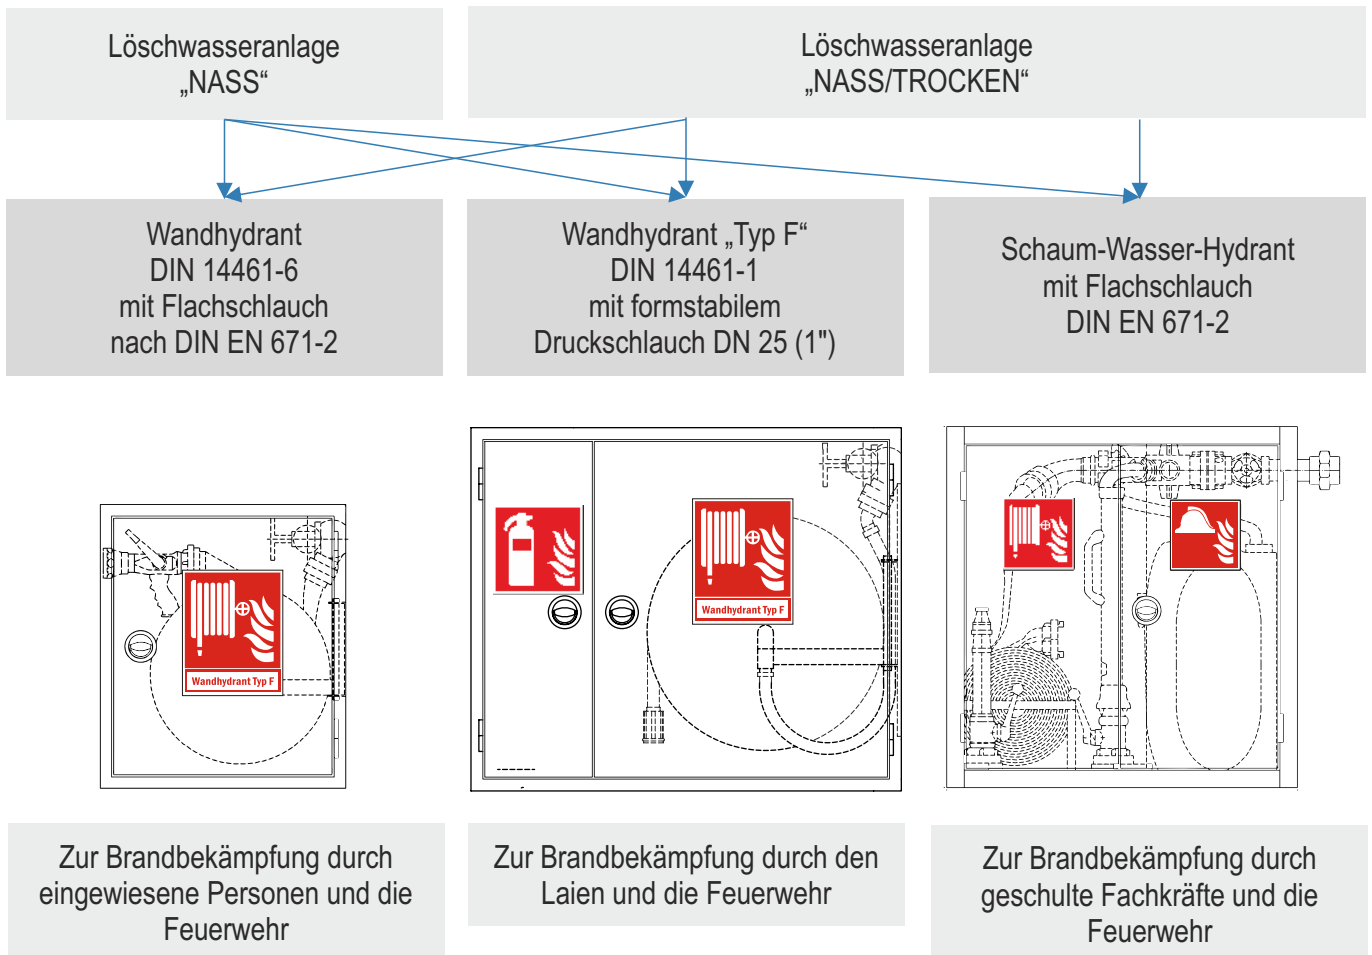 Löschwasseranlage
„NASS“
Löschwasseranlage
„NASS/TROCKEN“
Wandhydrant
DIN 14461-6
mit Flachschlauch
nach DIN EN 671-2
Wandhydrant „Typ F“
DIN 14461-1
mit formstabilem
Druckschlauch DN 25 (1")
Schaum-Wasser-Hydrant
mit Flachschlauch
DIN EN 671-2
Wandhydrant Typ F
Wandhydrant Typ F
Zur Brandbekämpfung durch
eingewiesene Personen und die
Feuerwehr
Zur Brandbekämpfung durch den
Laien und die Feuerwehr
Zur Brandbekämpfung durch
geschulte Fachkräfte und die
Feuerwehr